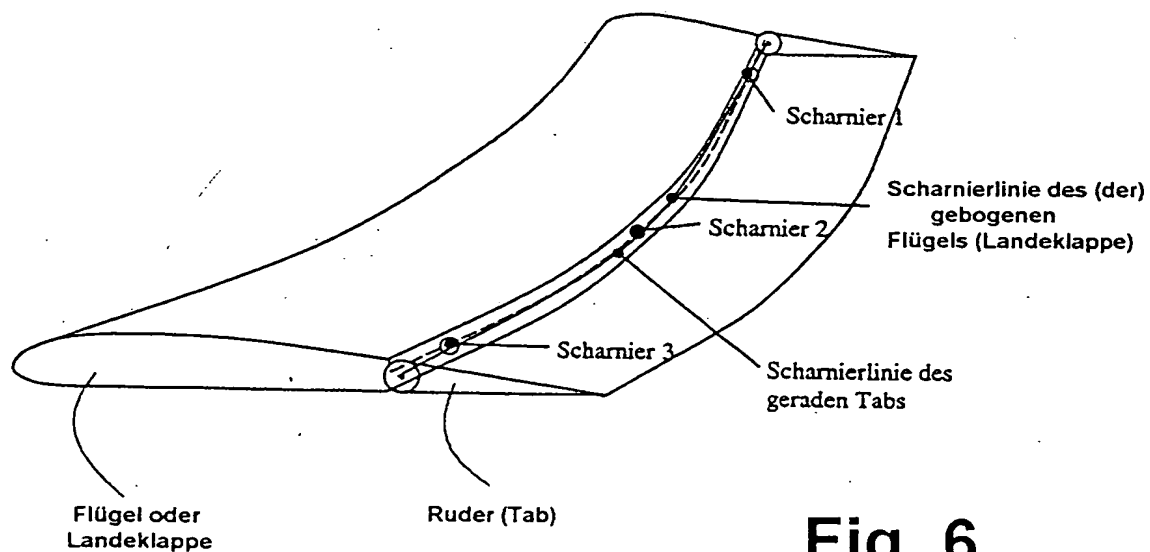 Scharnier 1
Scharnierlinie des (der)
gebogenen
Flügels (Landeklappe)
Scharnier 2
Scharnier 3
Scharnierlinie des
geraden Tabs
Flügel oder
Landeklappe
Ruder (Tab)
Fig. 6